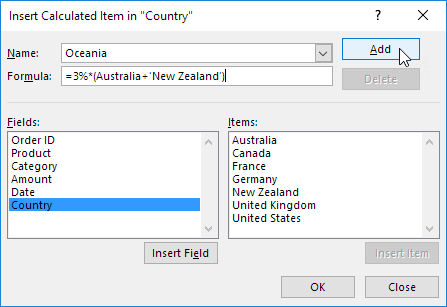 Insert Calculated Item in "Country"
Name: Oceania
Add
Formula: =3%*(Australia+'New Zealand')
Delete
Fields:
Order ID
Product
Category
Amount
Date
Country
Insert Field
Items:
Australia
Canada
France
Germany
New Zealand
United Kingdom
United States
Insert Item
OK
Close